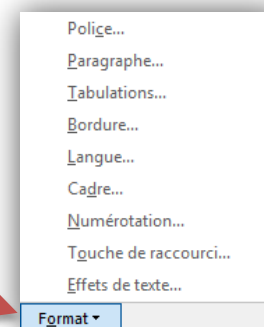 Police...
Paragraphe...
Tabulations...
Bordure...
Langue...
Cadre...
Numérotation...
Touche de raccourci...
Effets de texte...
Format